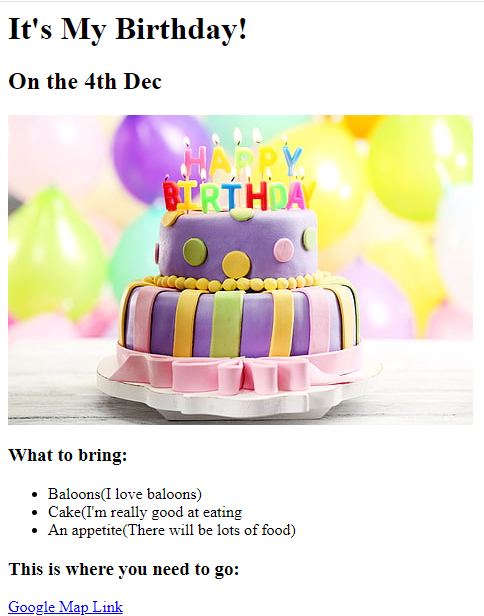 It's My Birthday!
On the 4th Dec
HAPPY
BIRTHDAY
What to bring:
Baloons(I love baloons)
Cake(I'm really good at eating
An appetite(There will be lots of food)
This is where you need to go:
Google Map Link